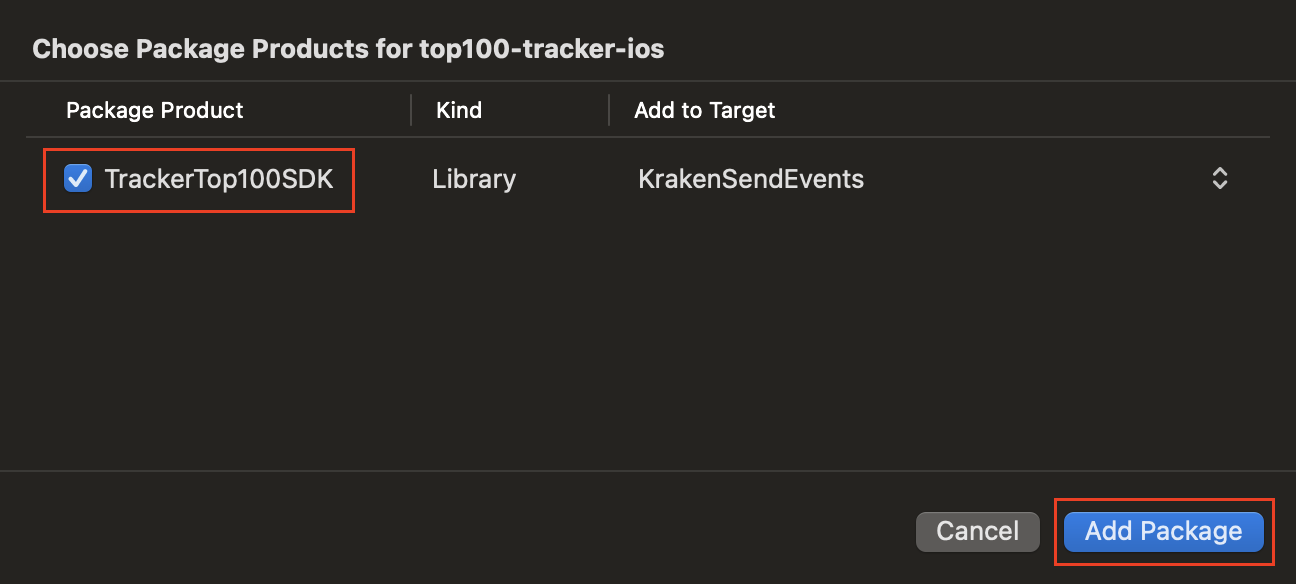 Choose Package Products for top100-tracker-ios
Package Product Kind Add to Target
TrackerTop100SDK Library KrakenSendEvents
Cancel Add Package